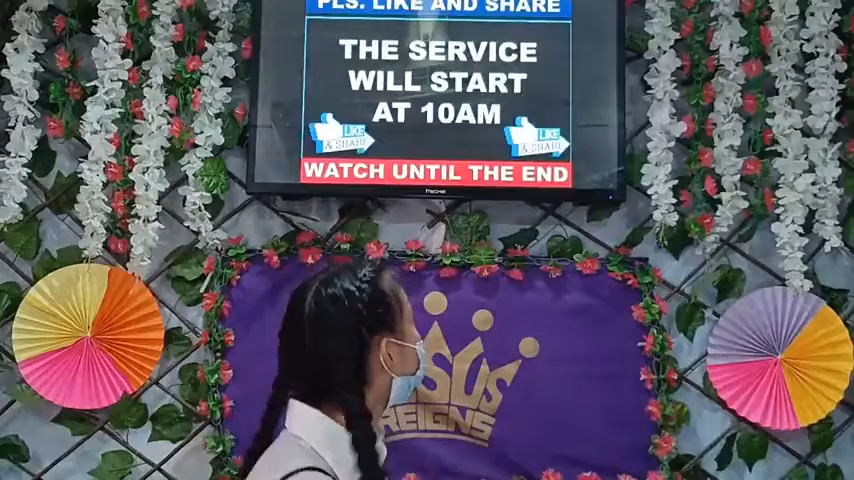 PLS. LIKE AND SHARE
THE SERVICE
WILL START
AT 10AM
LIKE
& SHARE
LIKE
& SHARE
WATCH UNTIL THE END
REIGNS